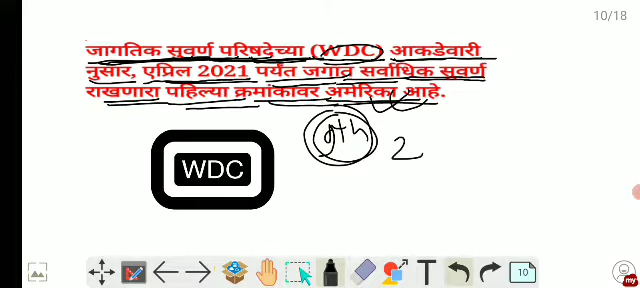 10/18
जागतिक सुवर्ण परिषदेच्या (WDC) आकडेवारी
नुसार, एप्रिल 2021 पर्यंत जगात सर्वाधिक सुवर्ण
राखणारा पहिल्या क्रमांकावर अमेरिका आहे.
9th 2
WDC
T 10
my